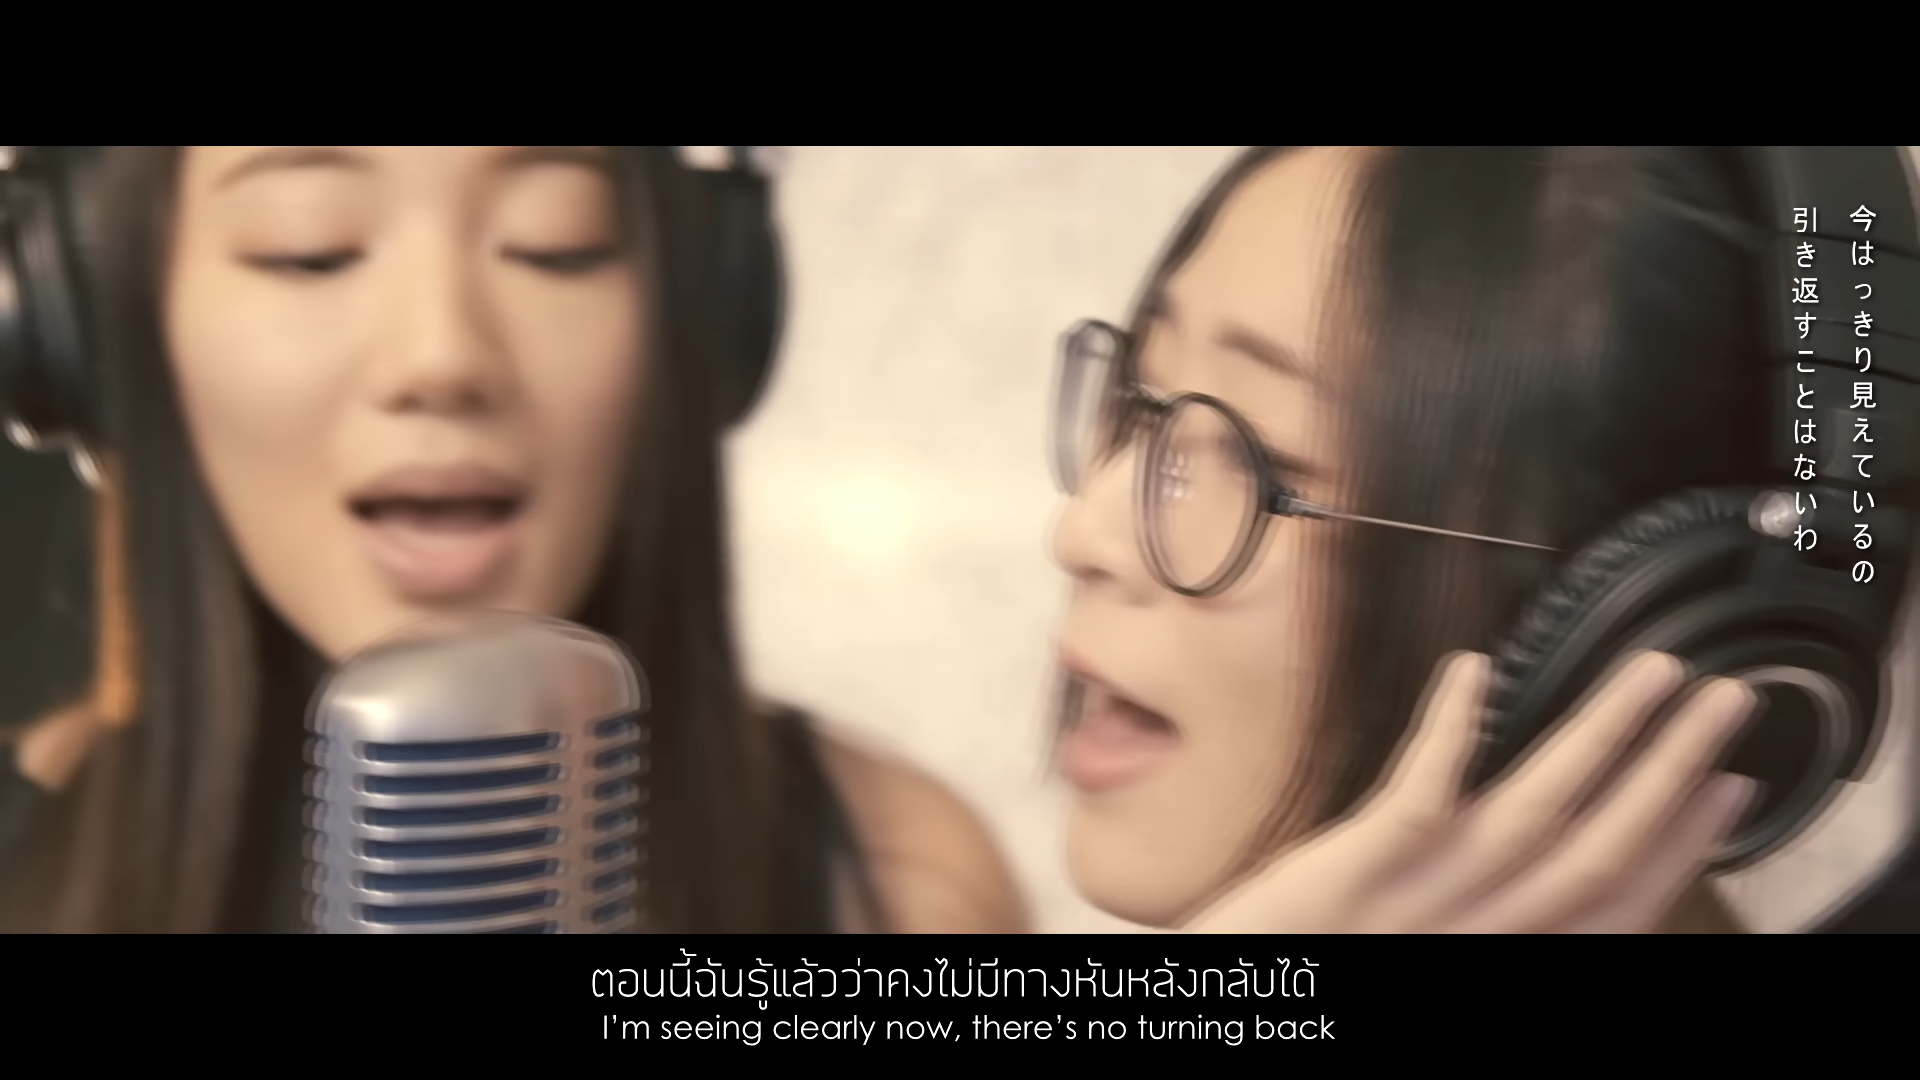 今はっきり見えているの
引き返すことはないわ
ตอนนี้ฉันรู้แล้วว่าคงไม่มีทางหันหลังกลับได้
I'm seeing clearly now, there's no turning back